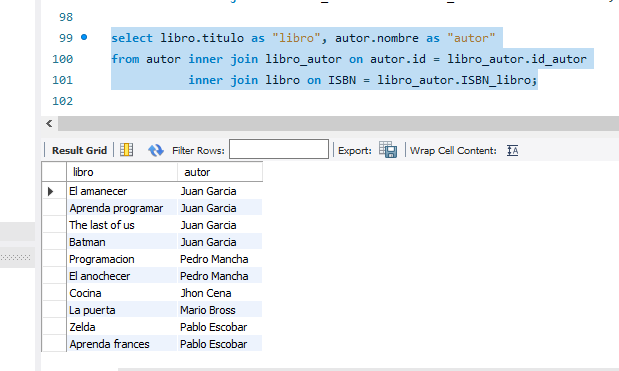 98
99 select libro.titulo as "libro", autor.nombre as "autor"
100 from autor inner join libro_autor on autor.id = libro_autor.id_autor
101 inner join libro on ISBN = libro_autor.ISBN_libro;
102
Result Grid Filter Rows: Export: Wrap Cell Content:
libro autor
El amanecer Juan Garcia
Aprenda programar Juan Garcia
The last of us Juan Garcia
Batman Juan Garcia
Programacion Pedro Mancha
El anochecer Pedro Mancha
Cocina Jhon Cena
La puerta Mario Bross
Zelda Pablo Escobar
Aprenda frances Pablo Escobar